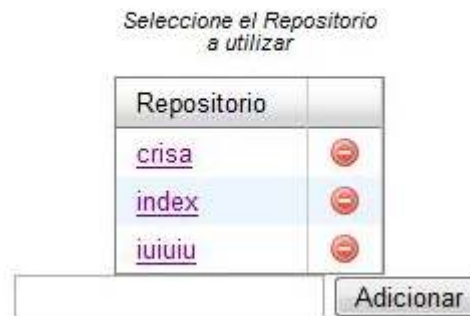 Seleccione el Repositorio
a utilizar
Repositorio
crisa
index
iuiuiu
Adicionar